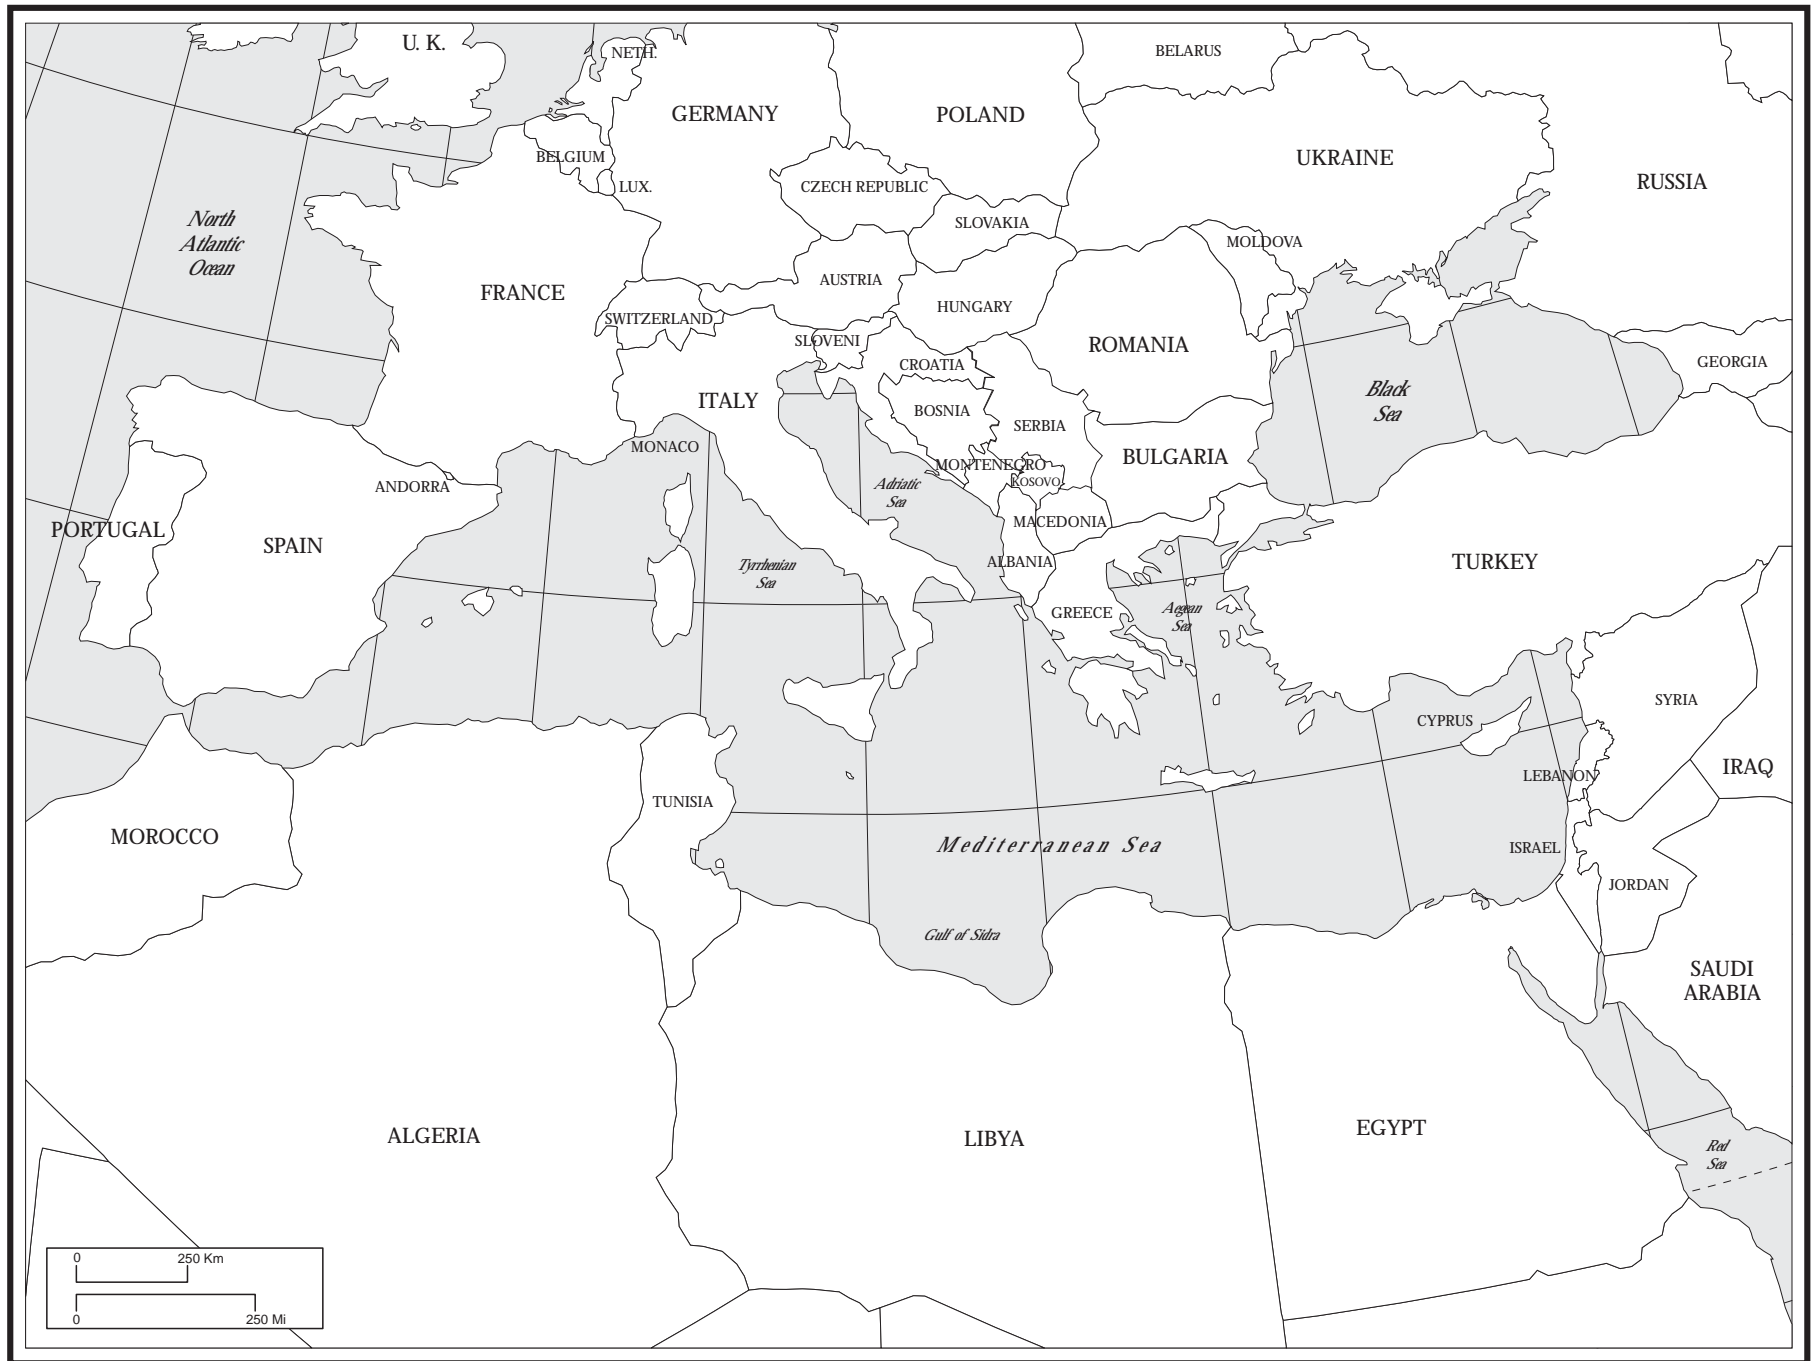 U. K.
NETH.
BELARUS
GERMANY
POLAND
BELGIUM
UKRAINE
RUSSIA
LUX.
CZECH REPUBLIC
SLOVAKIA
North
Atlantic
Ocean
MOLDOVA
FRANCE
AUSTRIA
HUNGARY
SWITZERLAND
SLOVENI
CROATIA
ROMANIA
GEORGIA
ITALY
BOSNIA
SERBIA
Black
Sea
MONACO
BULGARIA
MONTENEGRO
KOSOVO
ANDORRA
Adriatic
Sea
MACEDONIA
PORTUGAL
SPAIN
ALBANIA
TURKEY
Tyrrhenian
Sea
GREECE
Aegean
Sea
SYRIA
CYPRUS
LEBANON
IRAQ
TUNISIA
MOROCCO
Mediterranean Sea
ISRAEL
JORDAN
Gulf of Sidra
SAUDI
ARABIA
ALGERIA
LIBYA
EGYPT
Red
Sea
0 250 Km
0 250 Mi